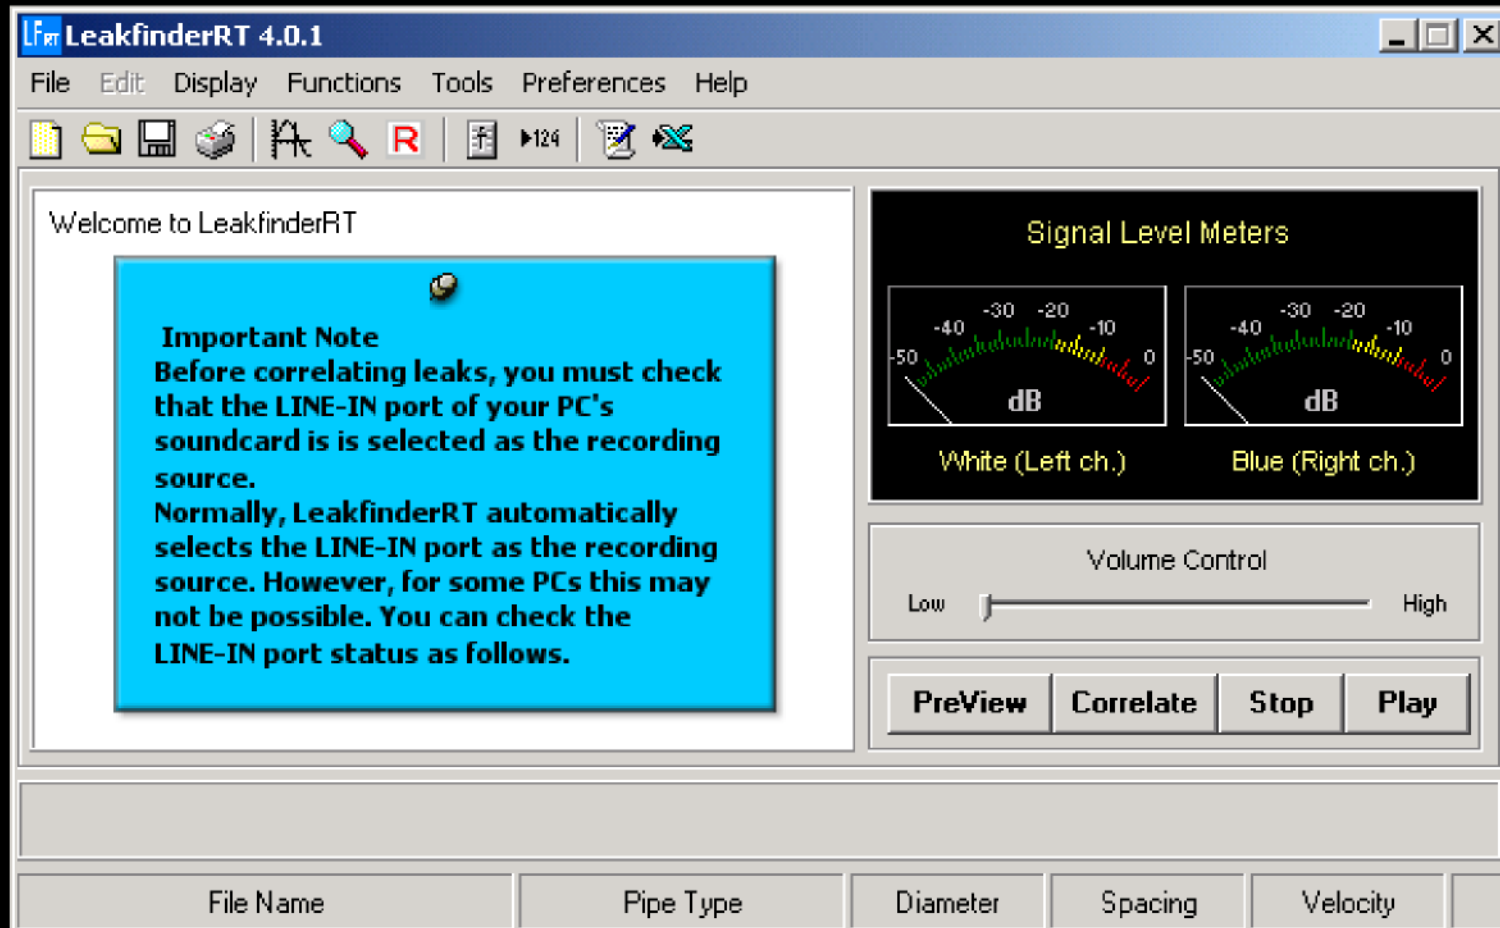 LFRT LeakfinderRT 4.0.1
File Edit Display Functions Tools Preferences Help
R f 124
Welcome to LeakfinderRT
Important Note
Before correlating leaks, you must check
that the LINE-IN port of your PC's
soundcard is is selected as the recording
source.
Normally, LeakfinderRT automatically
selects the LINE-IN port as the recording
source. However, for some PCs this may
not be possible. You can check the
LINE-IN port status as follows.
Signal Level Meters
-50 -40 -30 -20 -10 0
dB
White (Left ch.)
-50 -40 -30 -20 -10 0
dB
Blue (Right ch.)
Volume Control
Low High
PreView Correlate Stop Play
File Name Pipe Type Diameter Spacing Velocity